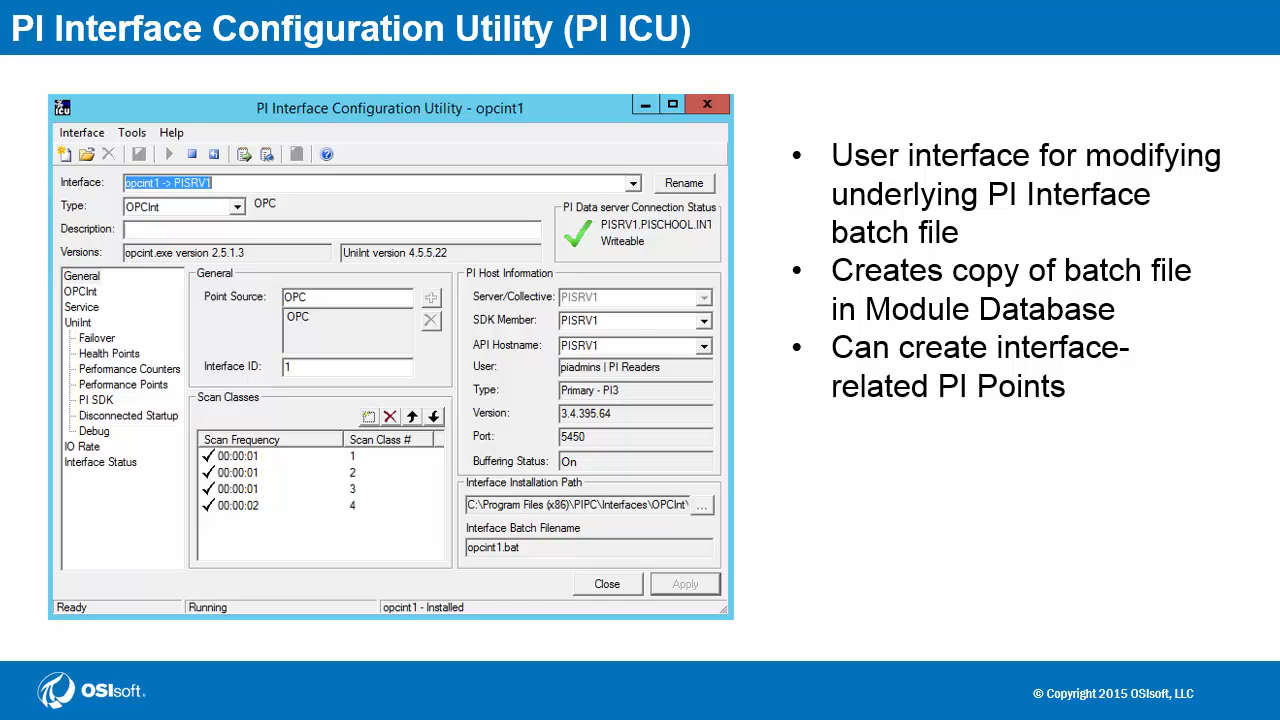 PI Interface Configuration Utility (PI ICU)
ICU
PI Interface Configuration Utility - opcint1
Interface Tools Help
Interface: opcint1 -> PISRV1 Rename
Type: OPCInt OPC
Description:
Versions: opcint.exe version 2.5.1.3 UniInt version 4.5.5.22
PI Data server Connection Status
PISRV1.PISCHOOL.INT
Writeable
General
OPCInt
Service
UniInt
Failover
Health Points
Performance Counters
Performance Points
PI SDK
Disconnected Startup
Debug
IO Rate
Interface Status
General
Point Source: OPC
OPC
Interface ID: 1
Scan Classes
Scan Frequency Scan Class #
00:00:01 1
00:00:01 2
00:00:01 3
00:00:02 4
PI Host Information
Server/Collective: PISRV1
SDK Member: PISRV1
API Hostname: PISRV1
User: piadmins | PI Readers
Type: Primary - PI3
Version: 3.4.395.64
Port: 5450
Buffering Status: On
Interface Installation Path
C:\Program Files (x86)\PIPC\Interfaces\OPCInt\ ...
Interface Batch Filename
opcint1.bat
Close Apply
Ready Running opcint1 - Installed
• User interface for modifying
underlying PI Interface
batch file
• Creates copy of batch file
in Module Database
• Can create interface-
related PI Points
OSIsoft.
© Copyright 2015 OSIsoft, LLC